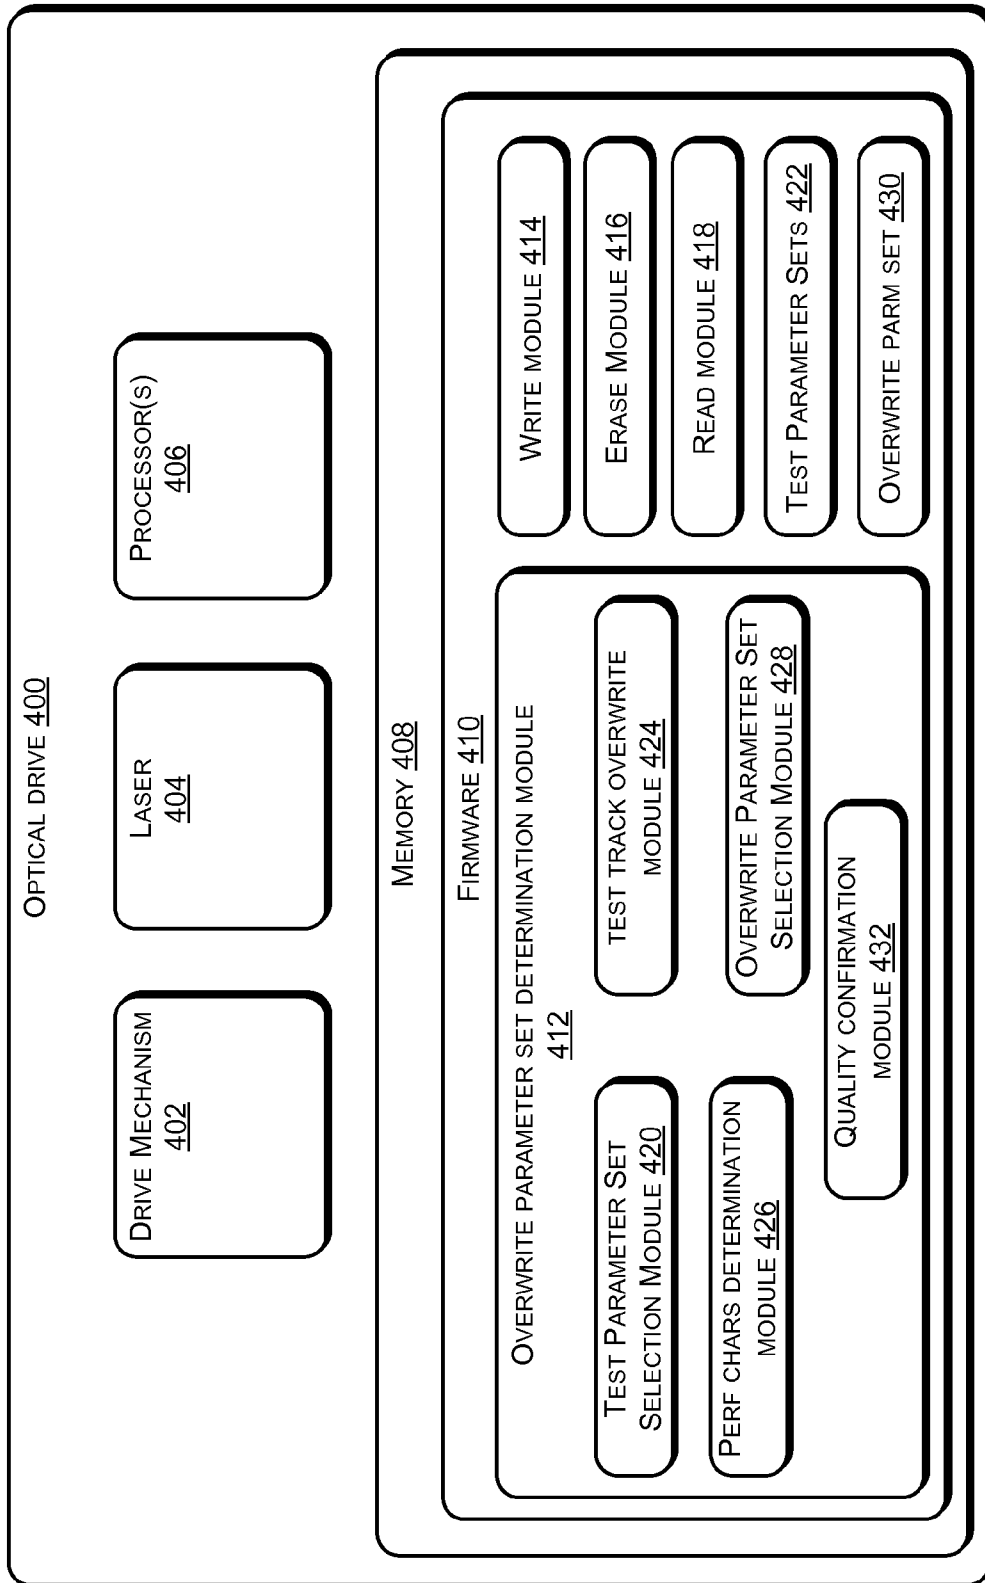 OPTICAL DRIVE 400
DRIVE MECHANISM
402
LASER
404
PROCESSOR(S)
406
MEMORY 408
FIRMWARE 410
OVERWRITE PARAMETER SET DETERMINATION MODULE
412
TEST PARAMETER SET
SELECTION MODULE 420
TEST TRACK OVERWRITE
MODULE 424
PERF CHARS DETERMINATION
MODULE 426
OVERWRITE PARAMETER SET
SELECTION MODULE 428
QUALITY CONFIRMATION
MODULE 432
WRITE MODULE 414
ERASE MODULE 416
READ MODULE 418
TEST PARAMETER SETS 422
OVERWRITE PARM SET 430